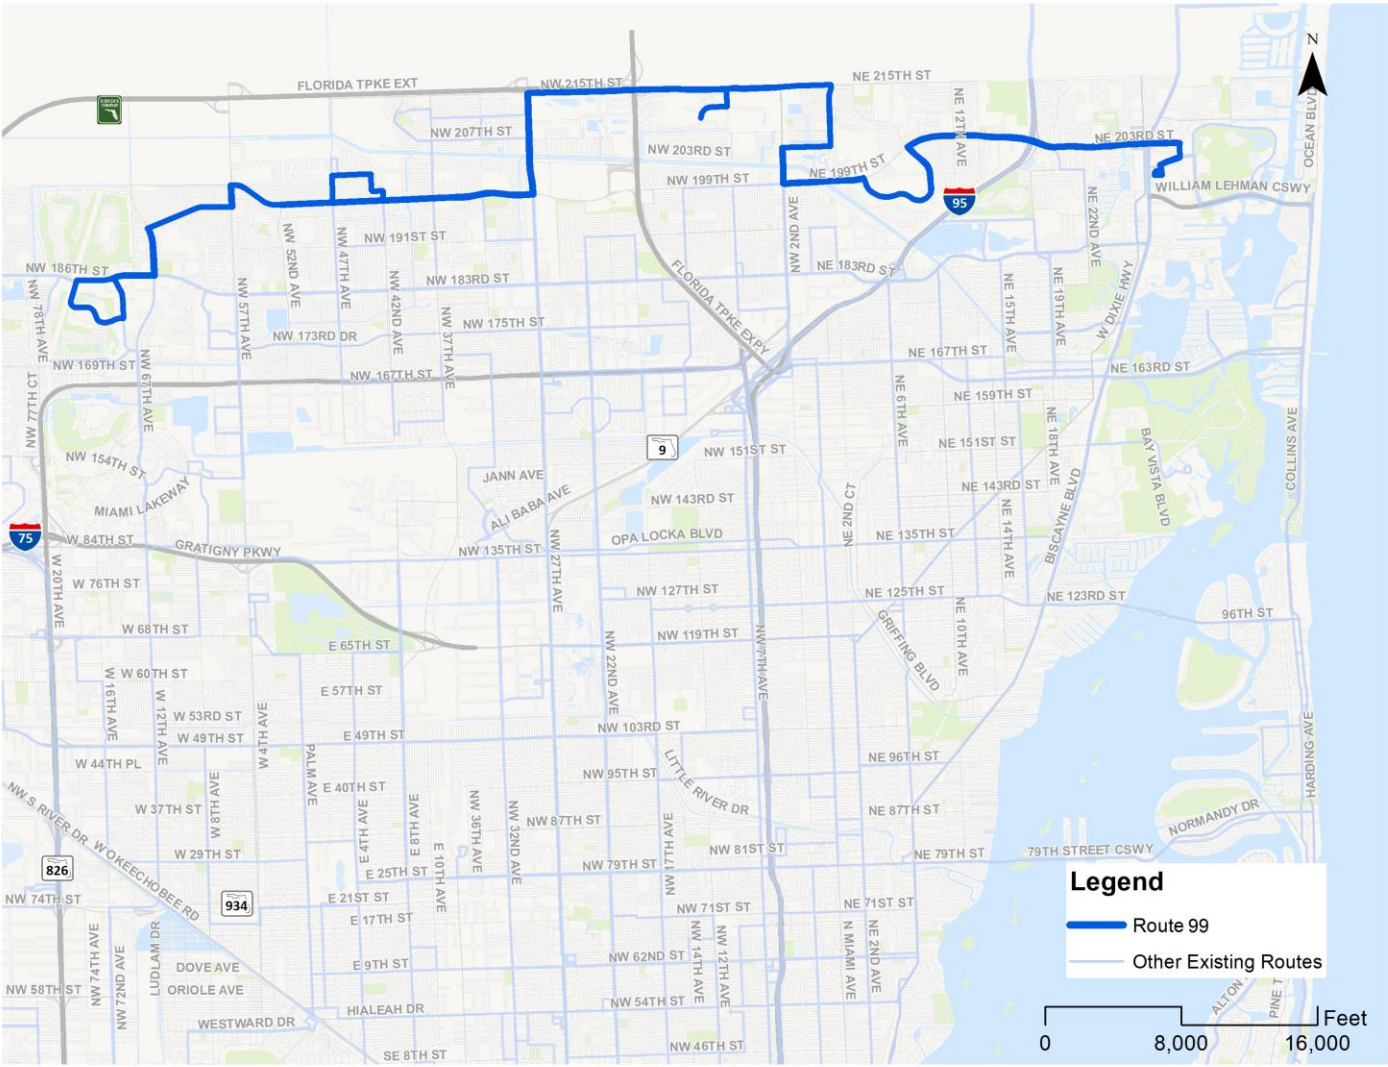 N
FLORIDA TPKE EXT
NW 215TH ST
NE 215TH ST
OCEAN BLVD
NE 12TH AVE
NW 207TH ST
NE 203RD ST
NW 203RD ST
NE 199TH ST
NW 199TH ST
WILLIAM LEHMAN CSWY
95
NE 22ND AVE
NW 2ND AVE
NW 52ND AVE
NW 47TH AVE
NW 191ST ST
NW 186TH ST
NW 183RD ST
NE 183RD ST
NW 42ND AVE
NW 57TH AVE
NW 78TH AVE
FLORIDA TPKE EXPY
NE 15TH AVE
NE 19TH AVE
W DIXIE HWY
NW 37TH AVE
NW 175TH ST
NW 173RD DR
NW 169TH ST
NW 67TH AVE
NW 167TH ST
NE 167TH ST
NE 163RD ST
NW 77TH CT
NE 6TH AVE
NE 159TH ST
NE 18TH AVE
COLLINS AVE
BAY VISTA BLVD
NE 151ST ST
9
NW 151ST ST
NW 154TH ST
JANN AVE
MIAMI LAKEWAY
ALI BABA AVE
NW 143RD ST
NE 143RD ST
NE 2ND CT
NE 14TH AVE
BISCAYNE BLVD
75
W 84TH ST
GRATIGNY PKWY
NW 135TH ST
OPA LOCKA BLVD
NE 135TH ST
W 20TH AVE
W 76TH ST
NW 27TH AVE
NW 127TH ST
NE 125TH ST
NE 123RD ST
96TH ST
W 68TH ST
E 65TH ST
NW 119TH ST
GRIFFING BLVD
NE 10TH AVE
NW 22ND AVE
NW 7TH AVE
W 60TH ST
W 16TH AVE
W 12TH AVE
E 57TH ST
W 53RD ST
W 49TH ST
W 4TH AVE
E 49TH ST
NW 103RD ST
HARDING AVE
W 44TH PL
PALM AVE
NW 95TH ST
LITTLE RIVER DR
NE 96TH ST
E 40TH ST
W 8TH AVE
W 37TH ST
E 4TH AVE
E 8TH AVE
NW 36TH AVE
NW 32ND AVE
NW 87TH ST
NE 87TH ST
NORMANDY DR
NW S RIVER DR
W OKEECHOBEE RD
W 29TH ST
E 10TH AVE
NW 17TH AVE
NW 81ST ST
NE 79TH ST
79TH STREET CSWY
826
E 25TH ST
NW 79TH ST
NW 74TH ST
934
E 21ST ST
E 17TH ST
NW 71ST ST
NE 71ST ST
NW 74TH AVE
NW 72ND AVE
LUDLAM DR
NW 14TH AVE
NW 12TH AVE
N MIAMI AVE
NE 2ND AVE
DOVE AVE
E 9TH ST
NW 62ND ST
NW 58TH ST
ORIOLE AVE
HIALEAH DR
NW 54TH ST
WESTWARD DR
SE 8TH ST
NW 46TH ST
Legend
Route 99
Other Existing Routes
Feet
0 8,000 16,000